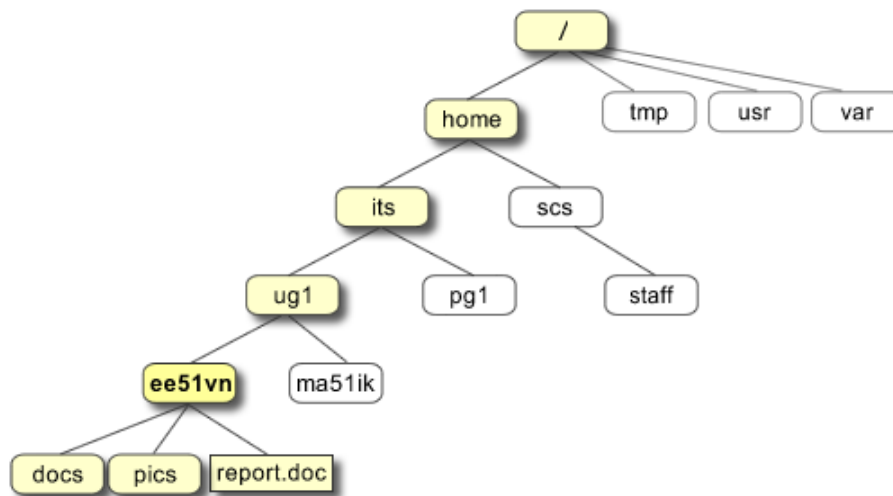 /
home
tmp
usr
var
its
scs
ug1
pg1
staff
ee51vn
ma51ik
docs
pics
report.doc